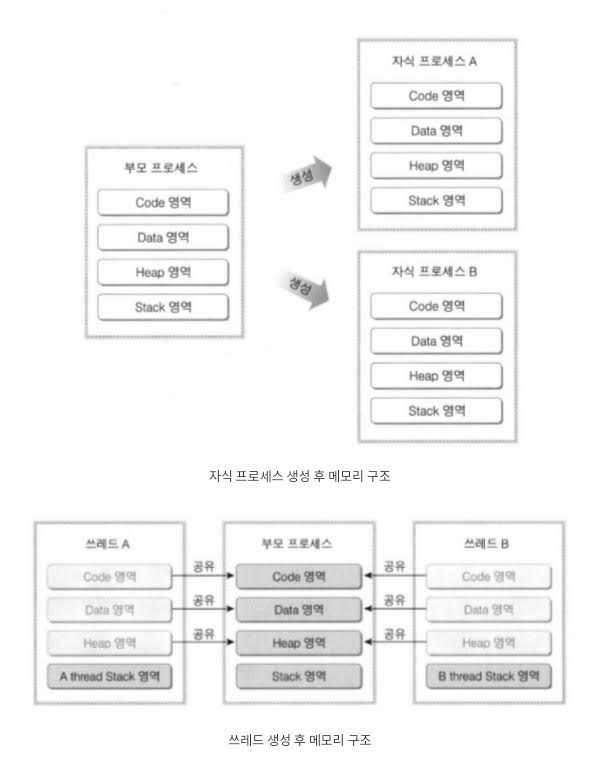 자식 프로세스 A
Code 영역
Data 영역
Heap 영역
Stack 영역
부모 프로세스
Code 영역
Data 영역
Heap 영역
Stack 영역
생성
생성
자식 프로세스 B
Code 영역
Data 영역
Heap 영역
Stack 영역
자식 프로세스 생성 후 메모리 구조
쓰레드 A
Code 영역
Data 영역
Heap 영역
A thread Stack 영역
공유
공유
공유
부모 프로세스
Code 영역
Data 영역
Heap 영역
Stack 영역
공유
공유
공유
쓰레드 B
Code 영역
Data 영역
Heap 영역
B thread Stack 영역
쓰레드 생성 후 메모리 구조